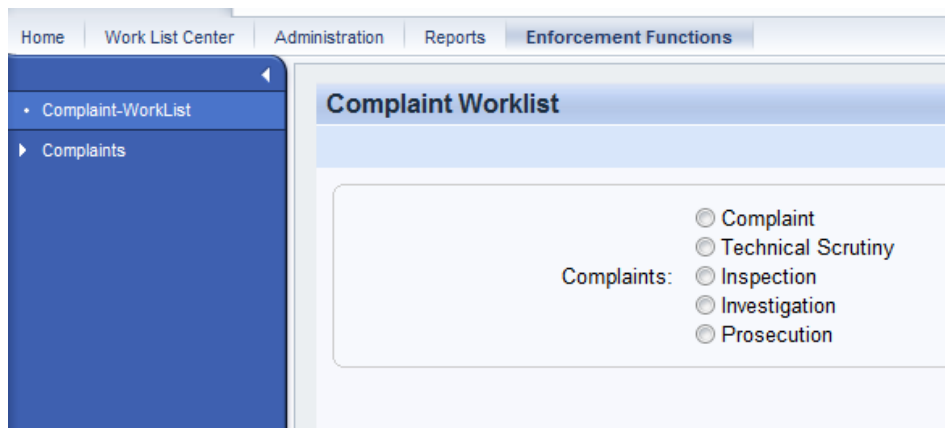 Home Work List Center Administration Reports Enforcement Functions
Complaint-WorkList
Complaints
Complaint Worklist
Complaints:
Complaint
Technical Scrutiny
Inspection
Investigation
Prosecution